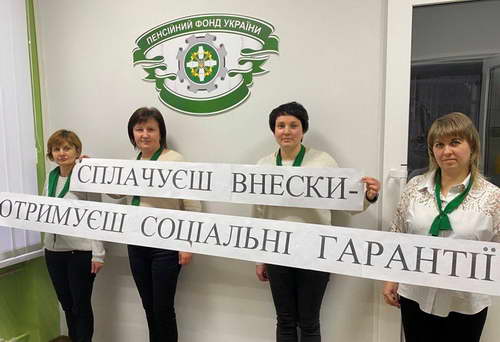 ПЕНСІЙНИЙ ФОНД УКРАЇНИ
СПЛАЧУЄШ ВНЕСКИ-
ОТРИМУЄШ СОЦІАЛЬНІ ГАРАНТІЇ